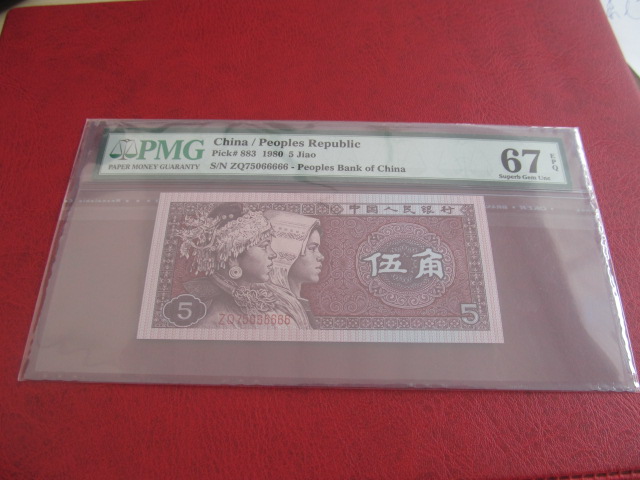 PMG
PAPER MONEY GUARANTY
China / Peoples Republic
Pick# 883 1980 5 Jiao
S/N ZQ75066666 - Peoples Bank of China
67 EPQ
Superb Gem Unc
中国人民银行
伍角
5
ZQ75066666
5